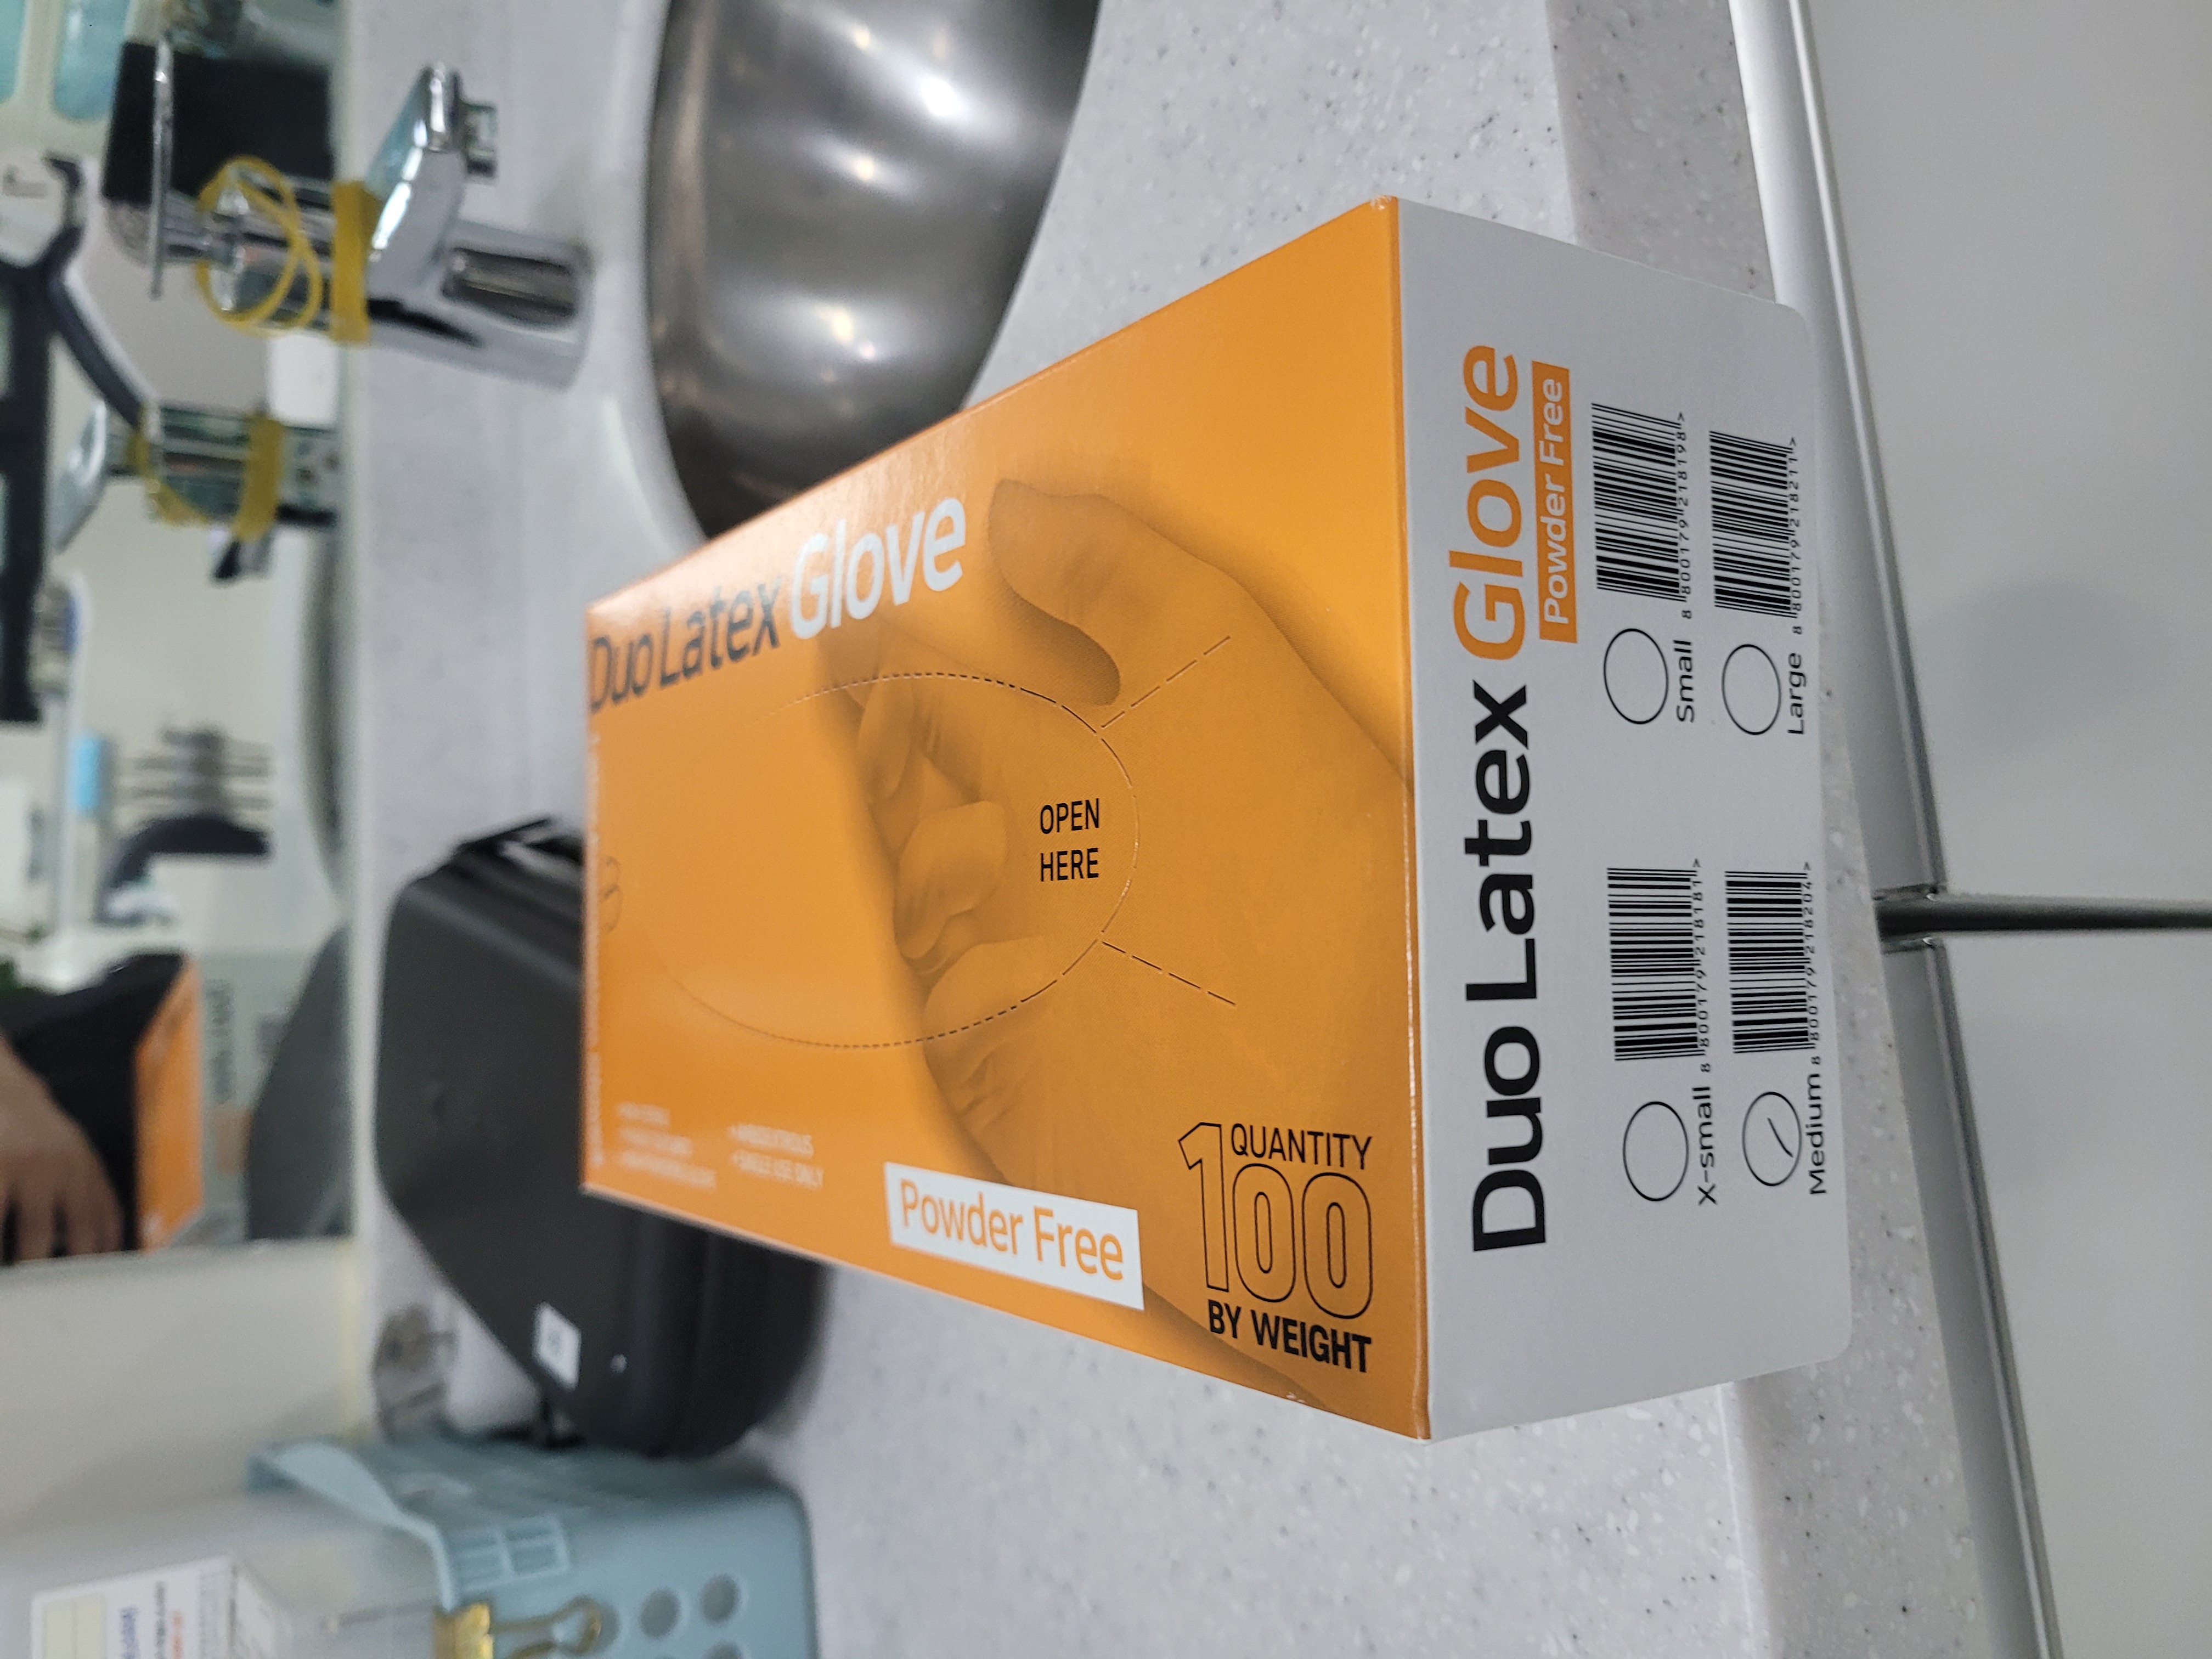 Duo Latex Glove
OPEN
HERE
Powder Free
QUANTITY
100
BY WEIGHT
Duo Latex Glove
Powder Free
X-small
8 800179 218181 >
Small
8 800179 218198 >
Medium
8 800179 218204 >
Large
8 800179 218211 >